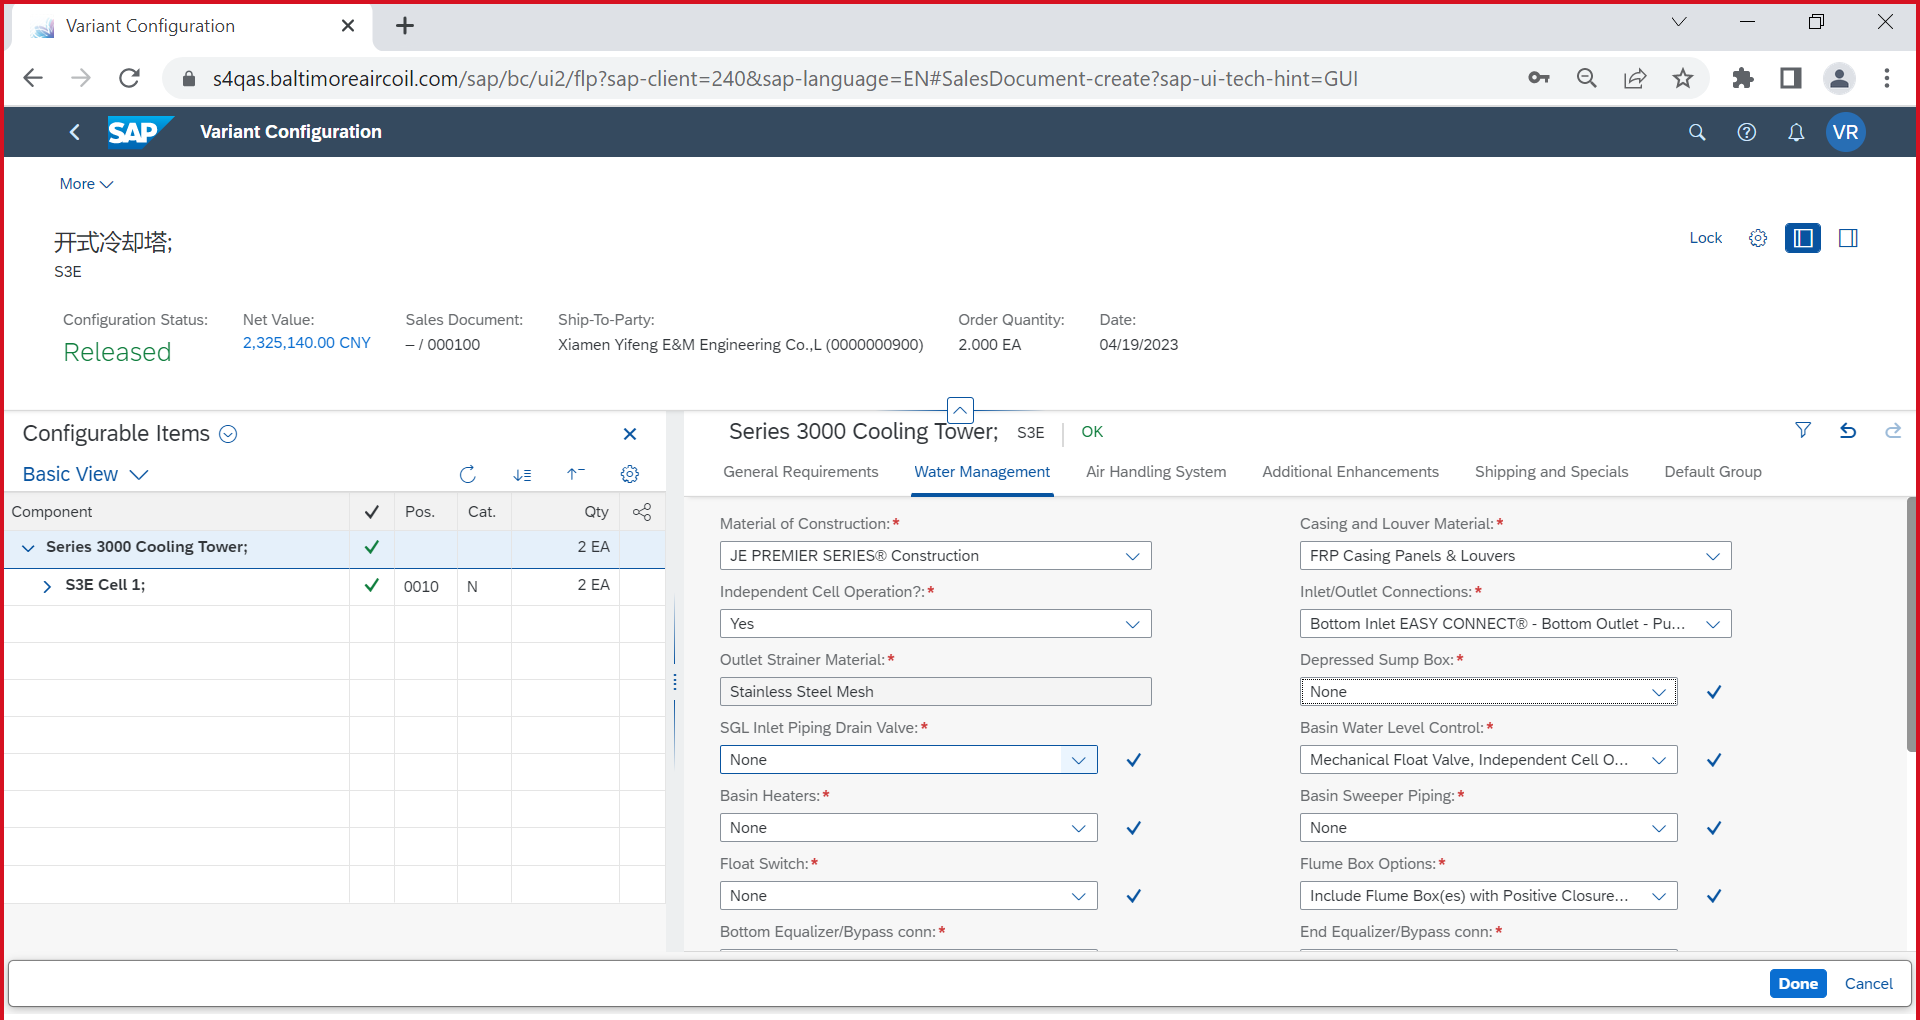 Variant Configuration
s4qas.baltimoreaircoil.com/sap/bc/ui2/flp?sap-client=240&sap-language=EN#SalesDocument-create?sap-ui-tech-hint=GUI
SAP Variant Configuration VR
More
开式冷却塔;
S3E
Lock
Configuration Status: Net Value: Sales Document: Ship-To-Party: Order Quantity: Date:
Released 2,325,140.00 CNY – / 000100 Xiamen Yifeng E&M Engineering Co.,L (0000000900) 2.000 EA 04/19/2023
Configurable Items
Basic View
Component Pos. Cat. Qty
Series 3000 Cooling Tower; 2 EA
S3E Cell 1; 0010 N 2 EA
Series 3000 Cooling Tower; S3E OK
General Requirements Water Management Air Handling System Additional Enhancements Shipping and Specials Default Group
Material of Construction:* Casing and Louver Material:*
JE PREMIER SERIES® Construction FRP Casing Panels & Louvers
Independent Cell Operation?:* Inlet/Outlet Connections:*
Yes Bottom Inlet EASY CONNECT® - Bottom Outlet - Pu...
Outlet Strainer Material:* Depressed Sump Box:*
Stainless Steel Mesh None
SGL Inlet Piping Drain Valve:* Basin Water Level Control:*
None Mechanical Float Valve, Independent Cell O...
Basin Heaters:* Basin Sweeper Piping:*
None None
Float Switch:* Flume Box Options:*
None Include Flume Box(es) with Positive Closure...
Bottom Equalizer/Bypass conn:* End Equalizer/Bypass conn:*
Done Cancel